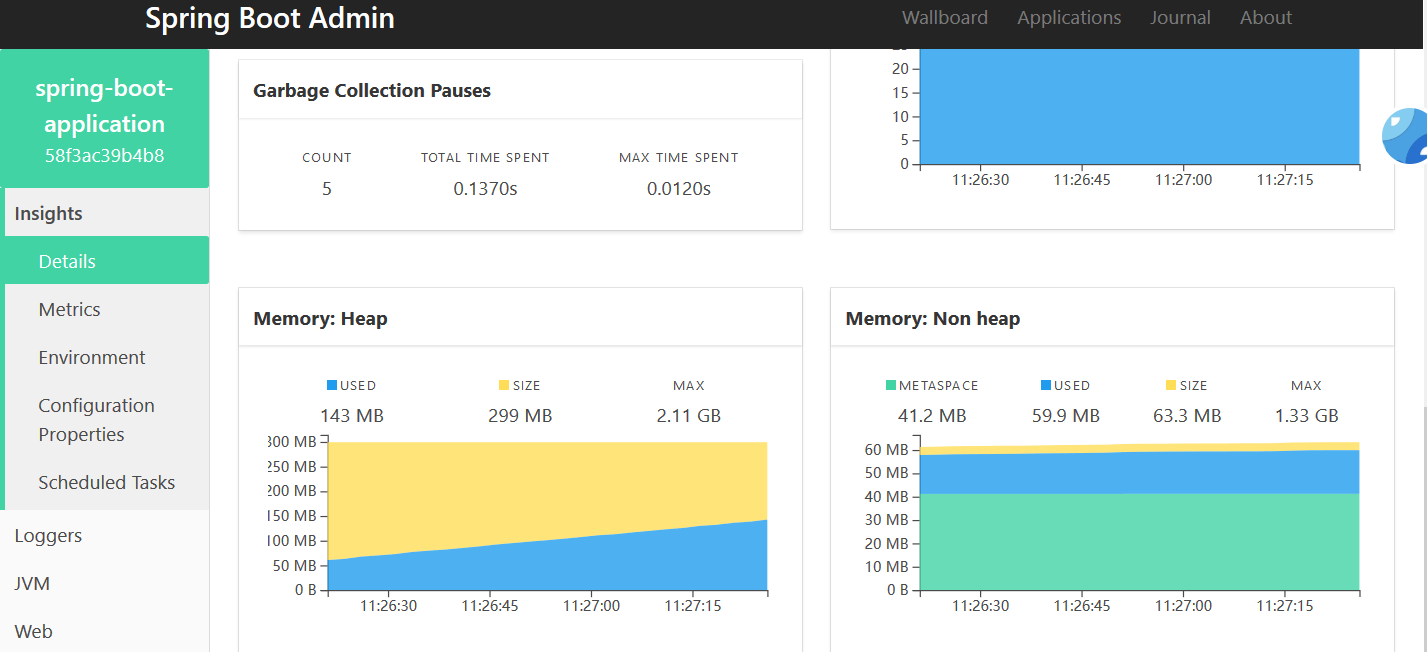 Spring Boot Admin
Wallboard Applications Journal About
spring-boot-
application
58f3ac39b4b8
Insights
Details
Metrics
Environment
Configuration
Properties
Scheduled Tasks
Loggers
JVM
Web
Garbage Collection Pauses
COUNT TOTAL TIME SPENT MAX TIME SPENT
5 0.1370s 0.0120s
20
15
10
5
0
11:26:30 11:26:45 11:27:00 11:27:15
Memory: Heap
USED SIZE MAX
143 MB 299 MB 2.11 GB
300 MB
250 MB
200 MB
150 MB
100 MB
50 MB
0 B
11:26:30 11:26:45 11:27:00 11:27:15
Memory: Non heap
METASPACE USED SIZE MAX
41.2 MB 59.9 MB 63.3 MB 1.33 GB
60 MB
50 MB
40 MB
30 MB
20 MB
10 MB
0 B
11:26:30 11:26:45 11:27:00 11:27:15